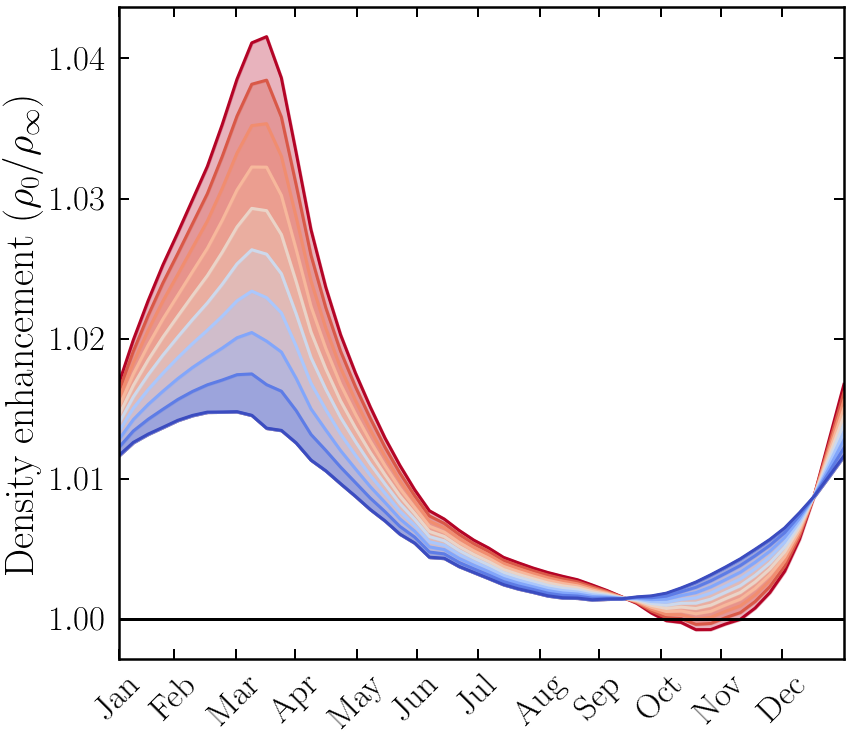 Density enhancement (ρ₀/ρ∞)
1.04
1.03
1.02
1.01
1.00
Jan
Feb
Mar
Apr
May
Jun
Jul
Aug
Sep
Oct
Nov
Dec